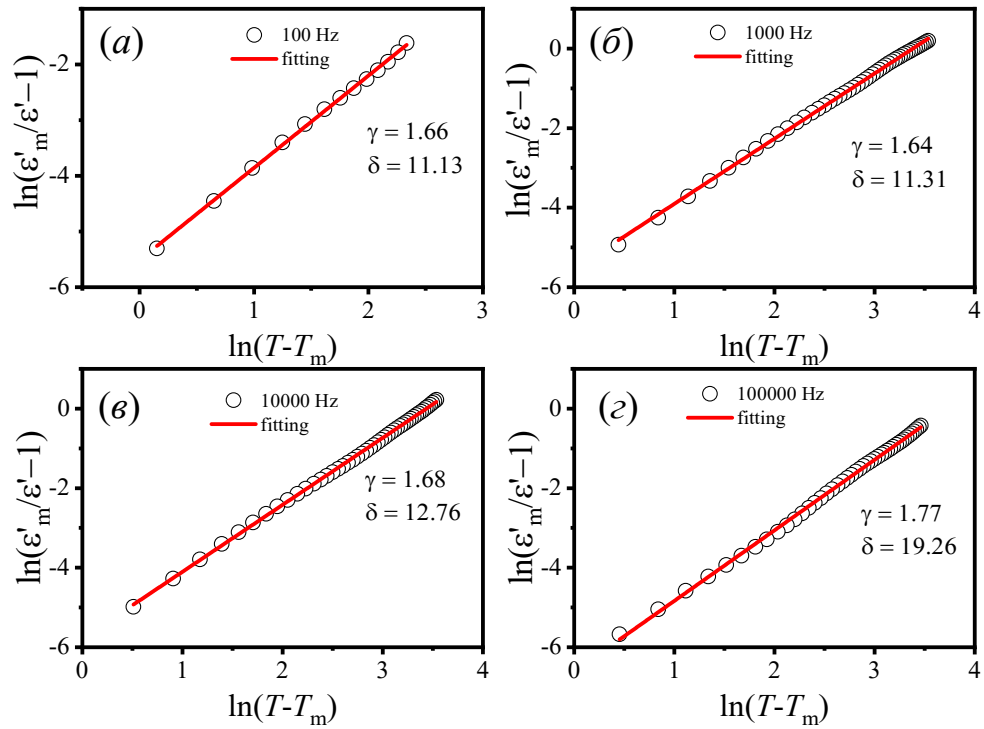 (а)
100 Hz
fitting
γ = 1.66
δ = 11.13
ln(ε'm/ε'−1)
-2
-4
-6
0
1
2
3
ln(T-Tm)
(б)
1000 Hz
fitting
γ = 1.64
δ = 11.31
ln(ε'm/ε'−1)
0
-2
-4
-6
0
1
2
3
4
ln(T-Tm)
(в)
10000 Hz
fitting
γ = 1.68
δ = 12.76
ln(ε'm/ε'−1)
0
-2
-4
-6
0
1
2
3
4
ln(T-Tm)
(г)
100000 Hz
fitting
γ = 1.77
δ = 19.26
ln(ε'm/ε'−1)
0
-2
-4
-6
0
1
2
3
4
ln(T-Tm)